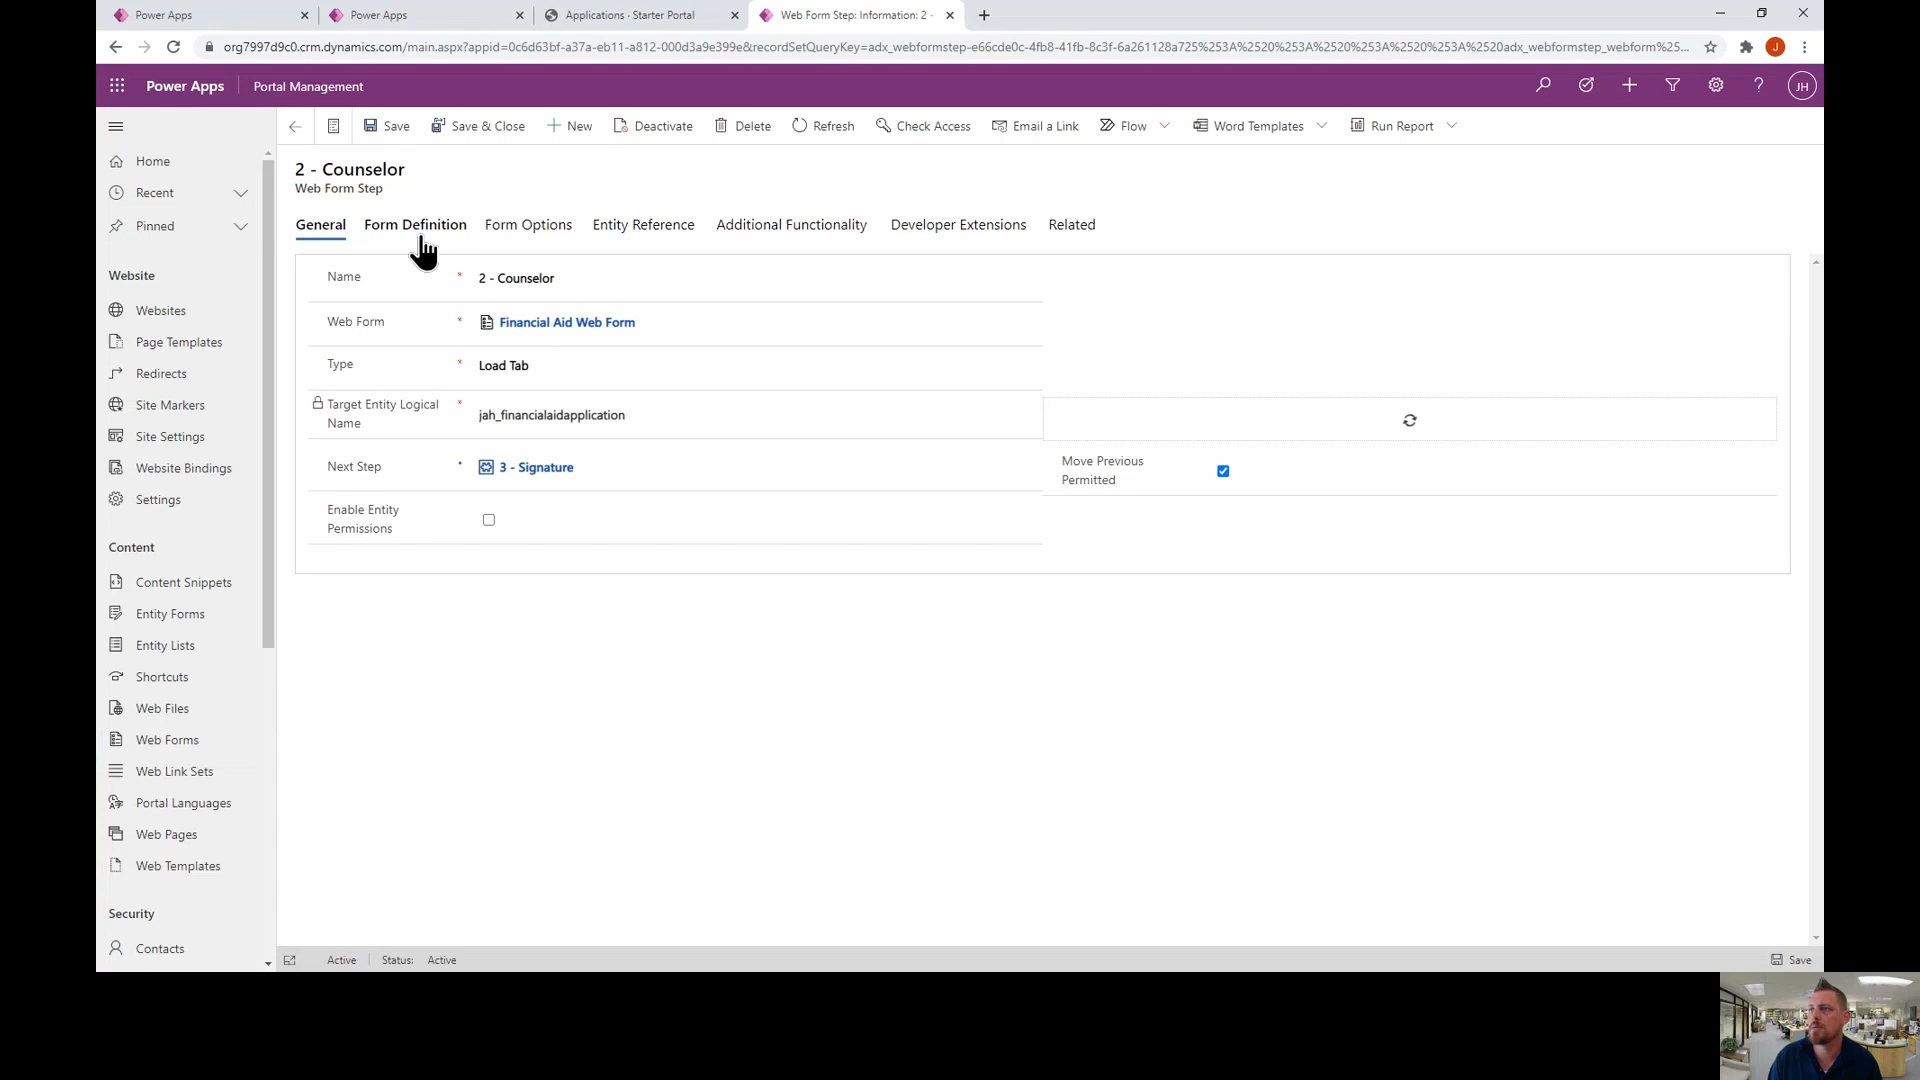 Power Apps
Power Apps
Applications · Starter Portal
Web Form Step: Information: 2 -
org7997d9c0.crm.dynamics.com/main.aspx?appid=0c6d63bf-a37a-eb11-a812-000d3a9e399e&recordSetQueryKey=adx_webformstep-e66cde0c-4fb8-41fb-8c3f-6a261128a725%253A%2520%253A%2520%253A%2520%253A%2520adx_webformstep_webform%25...
J
Power Apps
Portal Management
JH
Save
Save & Close
New
Deactivate
Delete
Refresh
Check Access
Email a Link
Flow
Word Templates
Run Report
Home
Recent
Pinned
Website
Websites
Page Templates
Redirects
Site Markers
Site Settings
Website Bindings
Settings
Content
Content Snippets
Entity Forms
Entity Lists
Shortcuts
Web Files
Web Forms
Web Link Sets
Portal Languages
Web Pages
Web Templates
Security
Contacts
2 - Counselor
Web Form Step
General
Form Definition
Form Options
Entity Reference
Additional Functionality
Developer Extensions
Related
Name * 2 - Counselor
Web Form * Financial Aid Web Form
Type * Load Tab
Target Entity Logical
Name
* jah_financialaidapplication
Next Step * 3 - Signature
Move Previous
Permitted
Enable Entity
Permissions
Active
Status: Active
Save